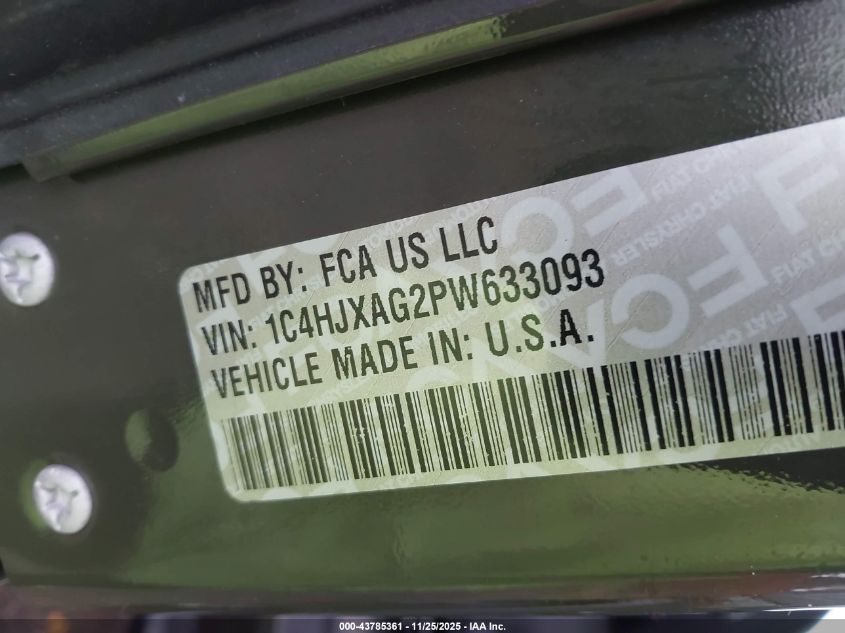 MFD BY: FCA US LLC
VIN: 1C4HJXAG2PW633093
VEHICLE MADE IN: U.S.A.
000-43785361 - 11/25/2025 - IAA Inc.